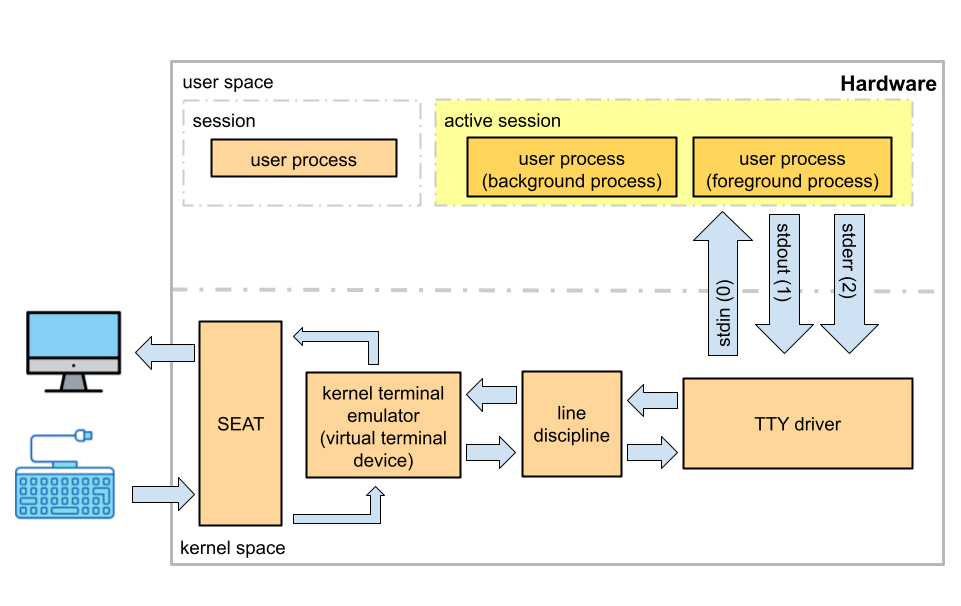 user space
Hardware
session
active session
user process
user process
(background process)
user process
(foreground process)
stdin (0)
stdout (1)
stderr (2)
SEAT
kernel terminal
emulator
(virtual terminal
device)
line
discipline
TTY driver
kernel space